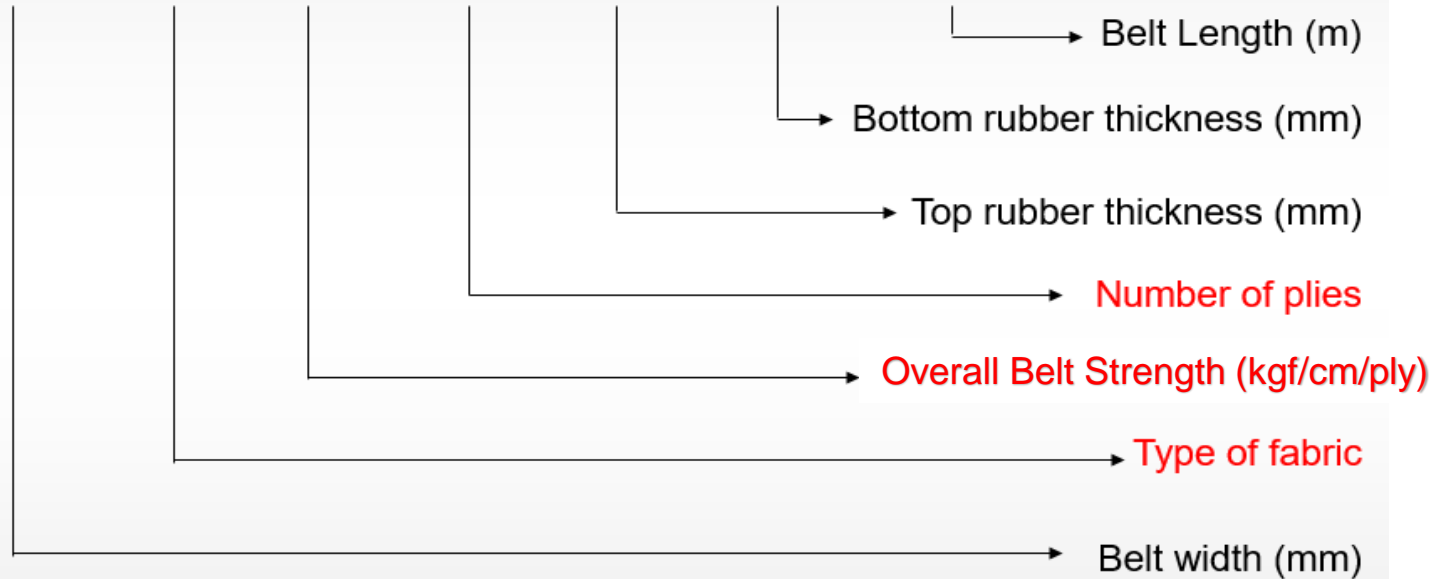 Belt Length (m)
Bottom rubber thickness (mm)
Top rubber thickness (mm)
Number of plies
Overall Belt Strength (kgf/cm/ply)
Type of fabric
Belt width (mm)